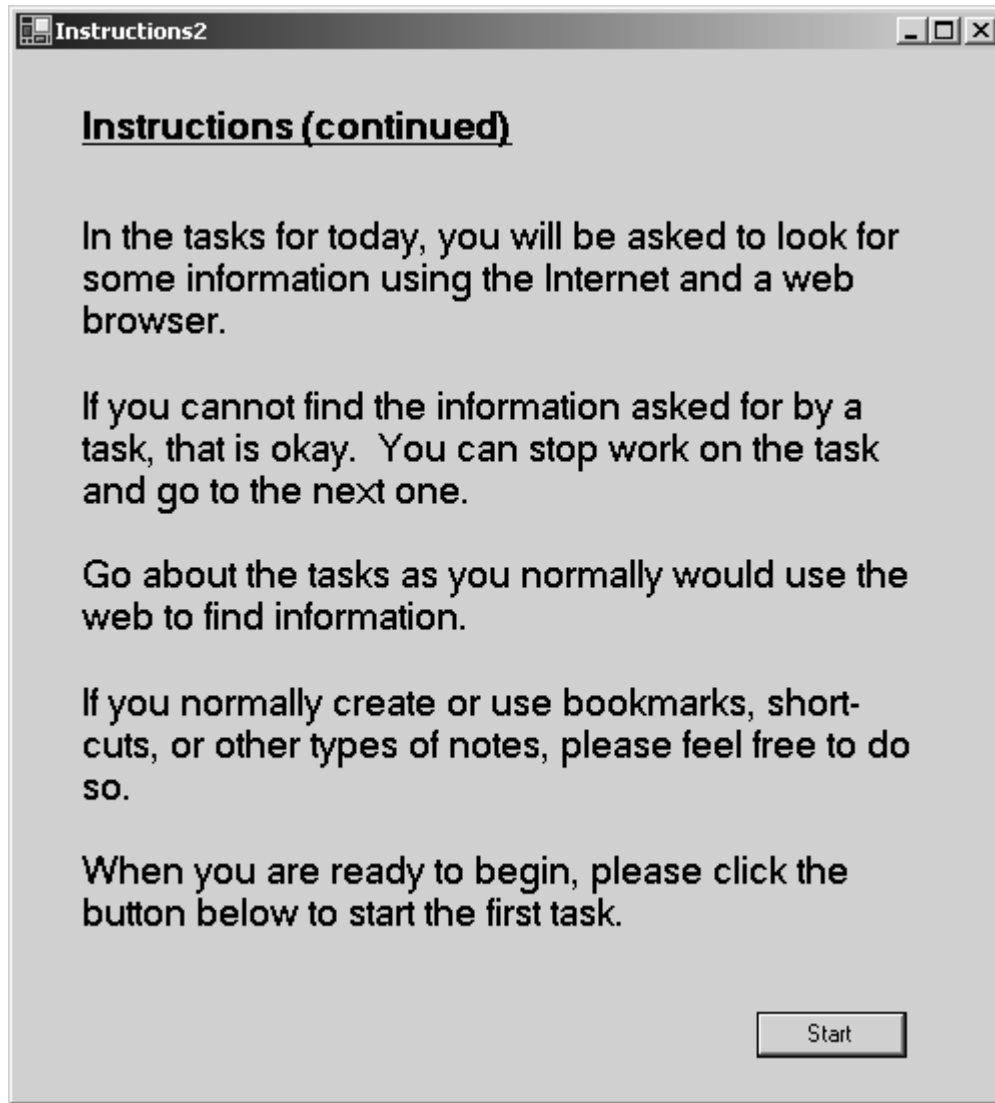 Instructions2
Instructions (continued)
In the tasks for today, you will be asked to look for
some information using the Internet and a web
browser.
If you cannot find the information asked for by a
task, that is okay.  You can stop work on the task
and go to the next one.
Go about the tasks as you normally would use the
web to find information.
If you normally create or use bookmarks, short-
cuts, or other types of notes, please feel free to do
so.
When you are ready to begin, please click the
button below to start the first task.
Start